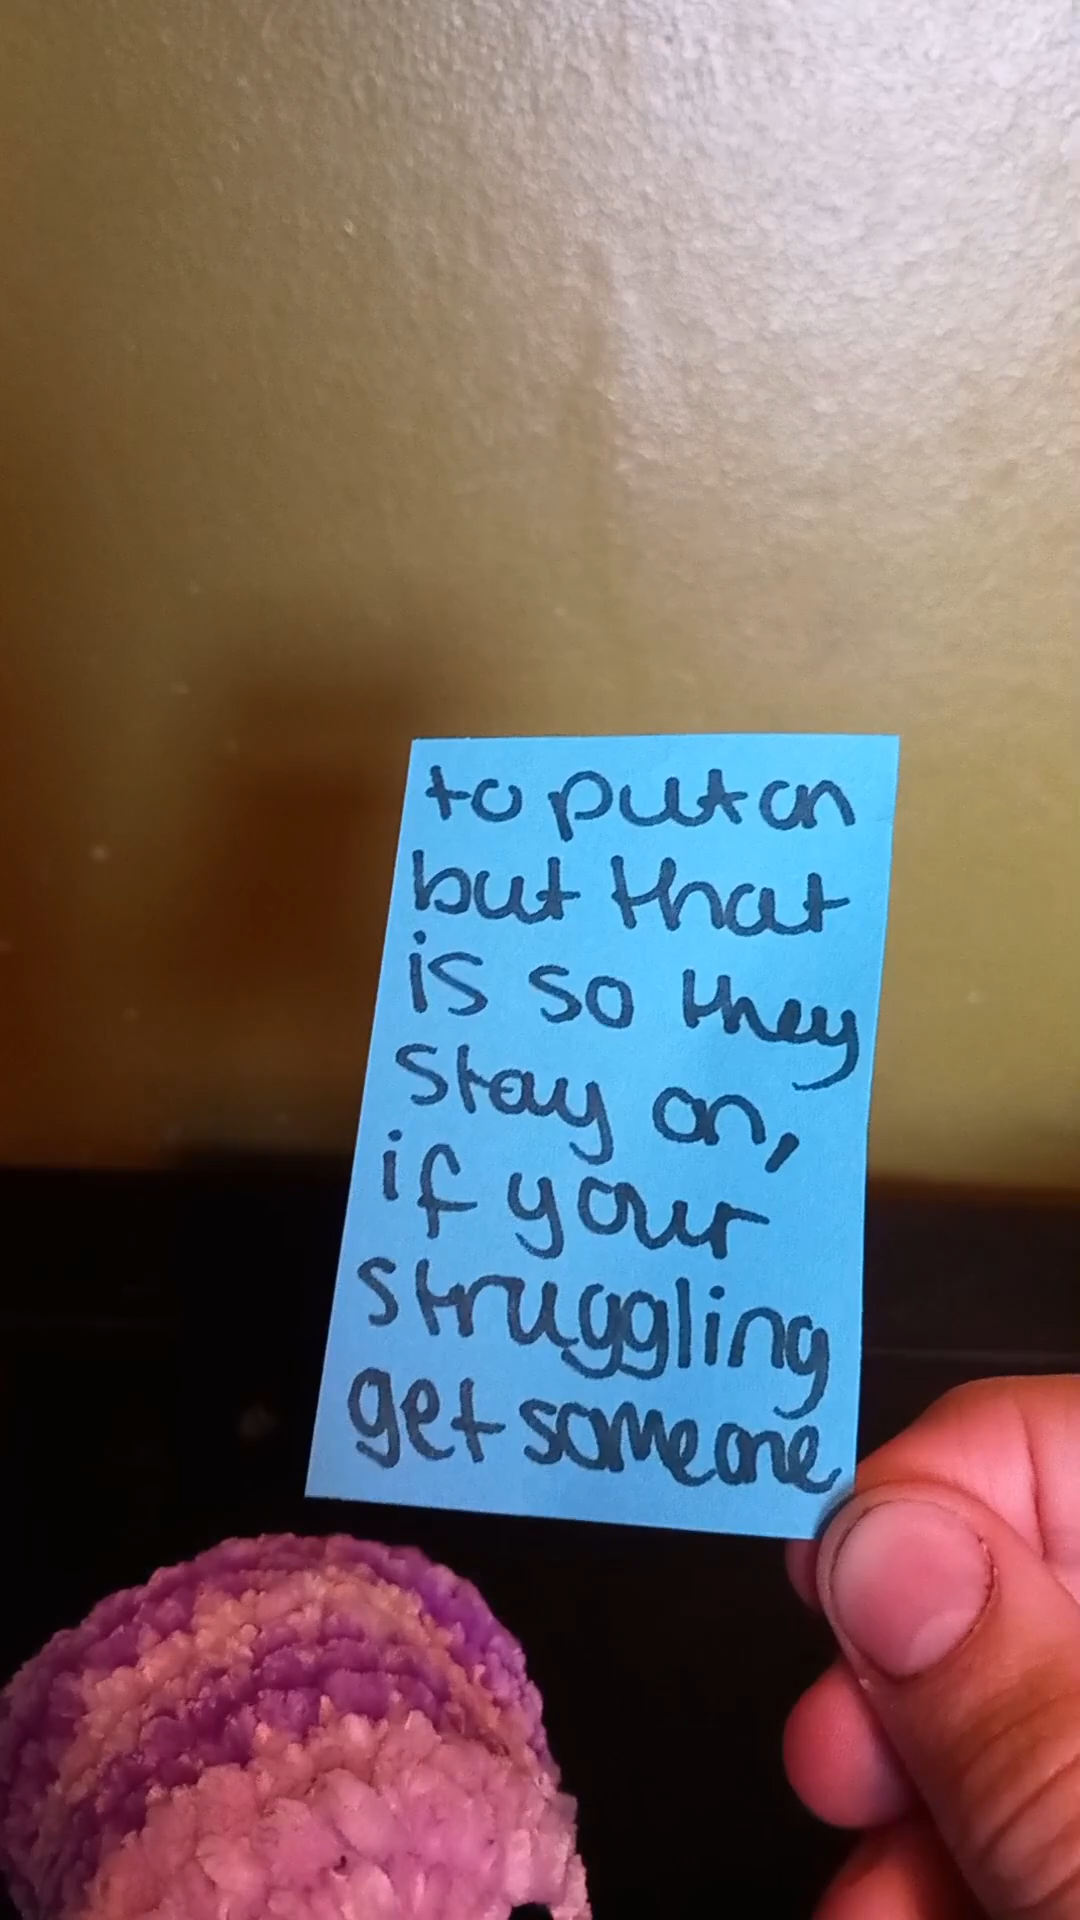 to put on
but that
is so they
stay on,
if your
struggling
get someone